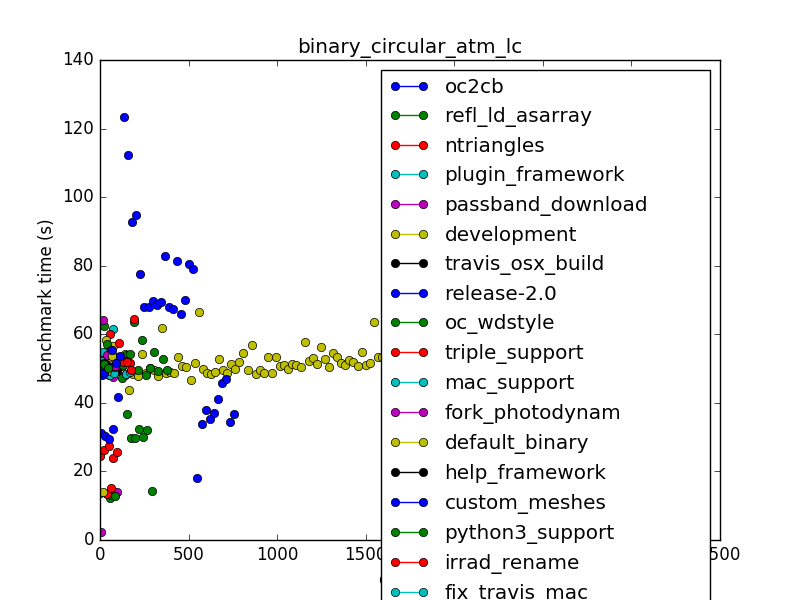 binary_circular_atm_lc
140
120
100
80
60
40
20
0
benchmark time (s)
0
500
1000
500
oc2cb
refl_ld_asarray
ntriangles
plugin_framework
passband_download
development
travis_osx_build
release-2.0
oc_wdstyle
triple_support
mac_support
fork_photodynam
default_binary
help_framework
custom_meshes
python3_support
irrad_rename
fix_travis_mac